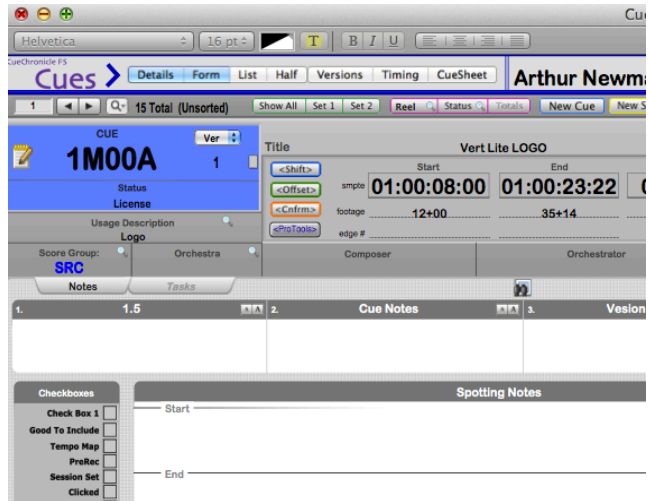 Cu
Helvetica 16 pt T B I U
CueChronicle FS
Cues Details Form List Half Versions Timing CueSheet Arthur Newma
1 15 Total (Unsorted) Show All Set 1 Set 2 Reel Status Totals New Cue New S
CUE Ver
1M00A 1
Status
License
Usage Description
Logo
Score Group: Orchestra
SRC
Title Vert Lite LOGO
<Shift> Start End
<Offset> smpte 01:00:08:00 01:00:23:22
<Cnfrm> footage 12+00 35+14
<ProTools> edge #
Composer Orchestrator
Notes Tasks
1. 1.5 A A 2. Cue Notes A A 3. Vesion
Checkboxes Spotting Notes
Check Box 1 Start
Good To Include
Tempo Map
PreRec
Session Set End
Clicked